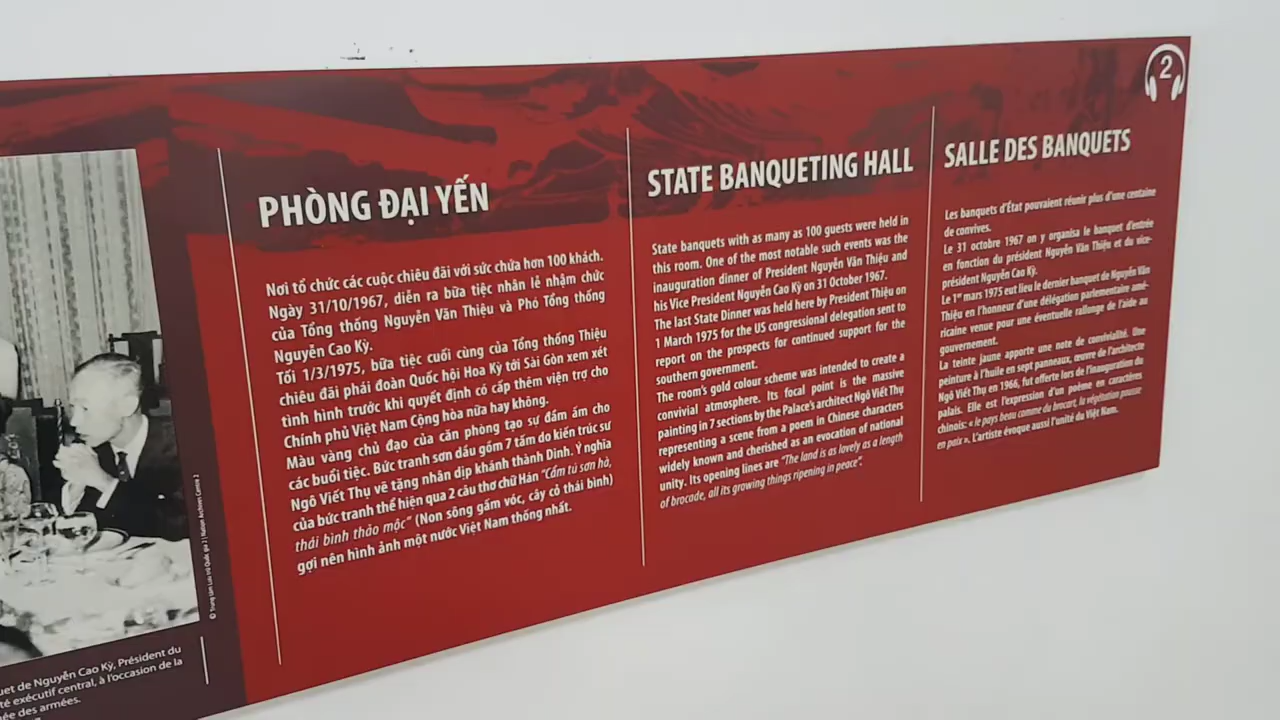 2
PHÒNG ĐẠI YẾN
Nơi tổ chức các cuộc chiêu đãi với sức chứa hơn 100 khách.
Ngày 31/10/1967, diễn ra bữa tiệc nhân lễ nhậm chức
của Tổng thống Nguyễn Văn Thiệu và Phó Tổng thống
Nguyễn Cao Kỳ.
Tối 1/3/1975, bữa tiệc cuối cùng của Tổng thống Thiệu
chiêu đãi phái đoàn Quốc hội Hoa Kỳ tới Sài Gòn xem xét
tình hình trước khi quyết định có cấp thêm viện trợ cho
Chính phủ Việt Nam Cộng hòa nữa hay không.
Màu vàng chủ đạo của căn phòng tạo sự đầm ấm cho
các buổi tiệc. Bức tranh sơn dầu gồm 7 tấm do kiến trúc sư
Ngô Viết Thụ vẽ tặng nhân dịp khánh thành Dinh. Ý nghĩa
của bức tranh thể hiện qua 2 câu thơ chữ Hán "Cẩm tú sơn hà,
thái bình thảo mộc" (Non sông gấm vóc, cây cỏ thái bình)
gợi nên hình ảnh một nước Việt Nam thống nhất.
STATE BANQUETING HALL
State banquets with as many as 100 guests were held in
this room. One of the most notable such events was the
inauguration dinner of President Nguyễn Văn Thiệu and
his Vice President Nguyễn Cao Kỳ on 31 October 1967.
The last State Dinner was held here by President Thiệu on
1 March 1975 for the US congressional delegation sent to
report on the prospects for continued support for the
southern government.
The room's gold colour scheme was intended to create a
convivial atmosphere. Its focal point is the massive
painting in 7 sections by the Palace's architect Ngô Viết Thụ
representing a scene from a poem in Chinese characters
widely known and cherished as an evocation of national
unity. Its opening lines are "The land is as lovely as a length
of brocade, all its growing things ripening in peace".
SALLE DES BANQUETS
Les banquets d'État pouvaient réunir plus d'une centaine
de convives.
Le 31 octobre 1967 on y organisa le banquet d'entrée
en fonction du président Nguyễn Văn Thiệu et du vice-
président Nguyễn Cao Kỳ.
Le 1er mars 1975 eut lieu le dernier banquet de Nguyễn Văn
Thiệu en l'honneur d'une délégation parlementaire amé-
ricaine venue pour une éventuelle rallonge de l'aide au
gouvernement.
La teinte jaune apporte une note de convivialité. Une
peinture à l'huile en sept panneaux, œuvre de l'architecte
Ngô Viết Thụ en 1966, fut offerte lors de l'inauguration du
palais. Elle est l'expression d'un poème en caractères
chinois: « le pays beau comme du brocart, la végétation pousse
en paix ». L'artiste évoque aussi l'unité du Việt Nam.
© Trung tâm Lưu trữ Quốc gia 2 | Nation Archives Centre 2
uet de Nguyễn Cao Kỳ, Président du
té exécutif central, à l'occasion de la
ée des armées.